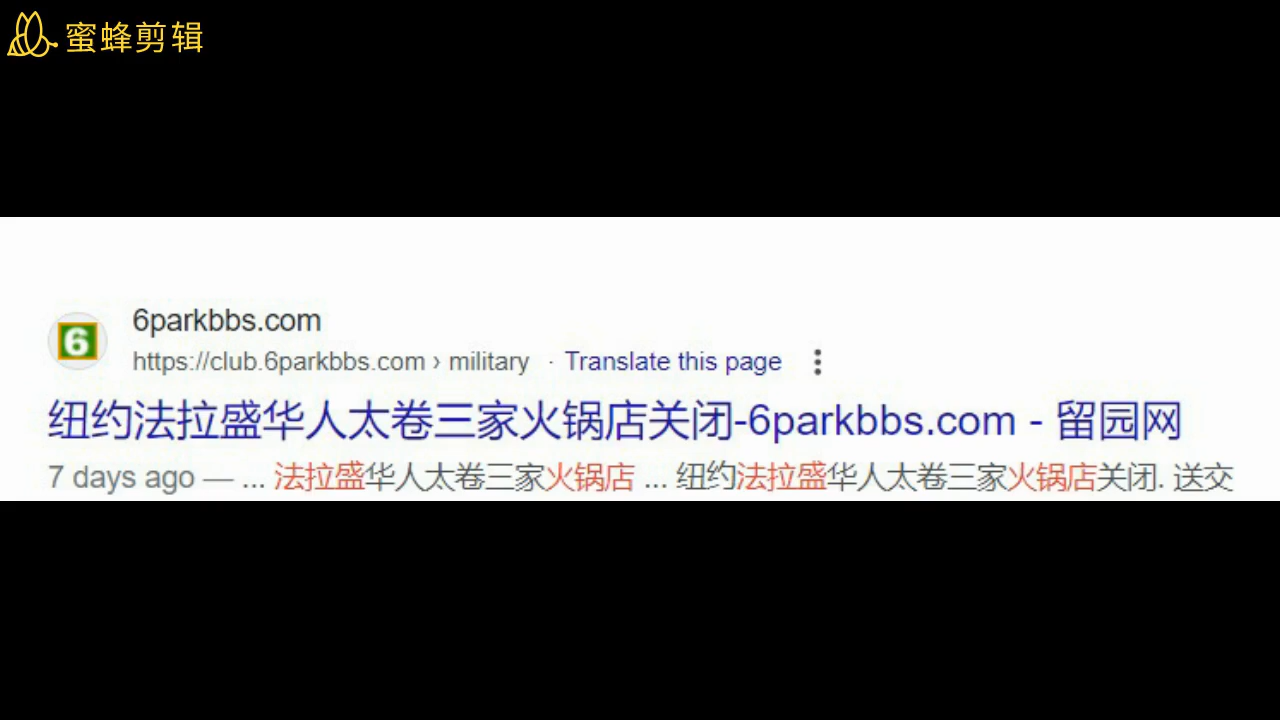 蜜蜂剪辑
6
6parkbbs.com
https://club.6parkbbs.com › military · Translate this page
纽约法拉盛华人太卷三家火锅店关闭-6parkbbs.com - 留园网
7 days ago — ... 法拉盛华人太卷三家火锅店 ... 纽约法拉盛华人太卷三家火锅店关闭. 送交